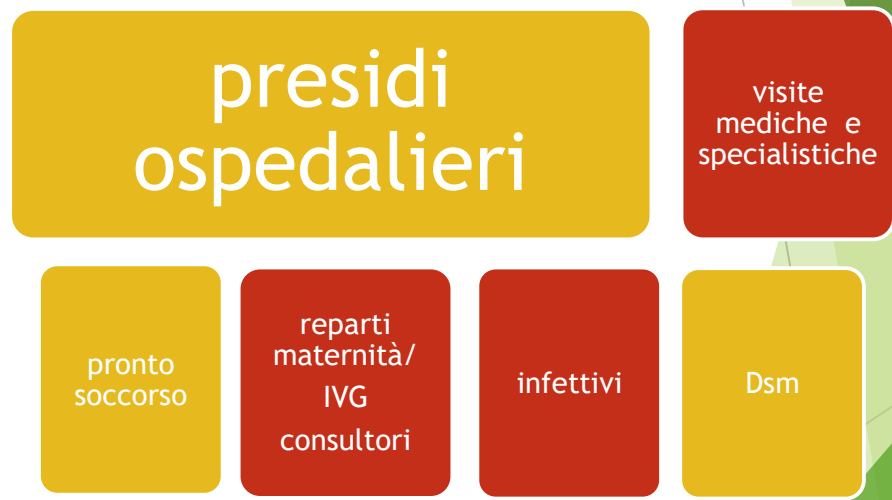 presidi
ospedalieri
visite
mediche e
specialistiche
pronto
soccorso
reparti
maternità/
IVG
consultori
infettivi
Dsm